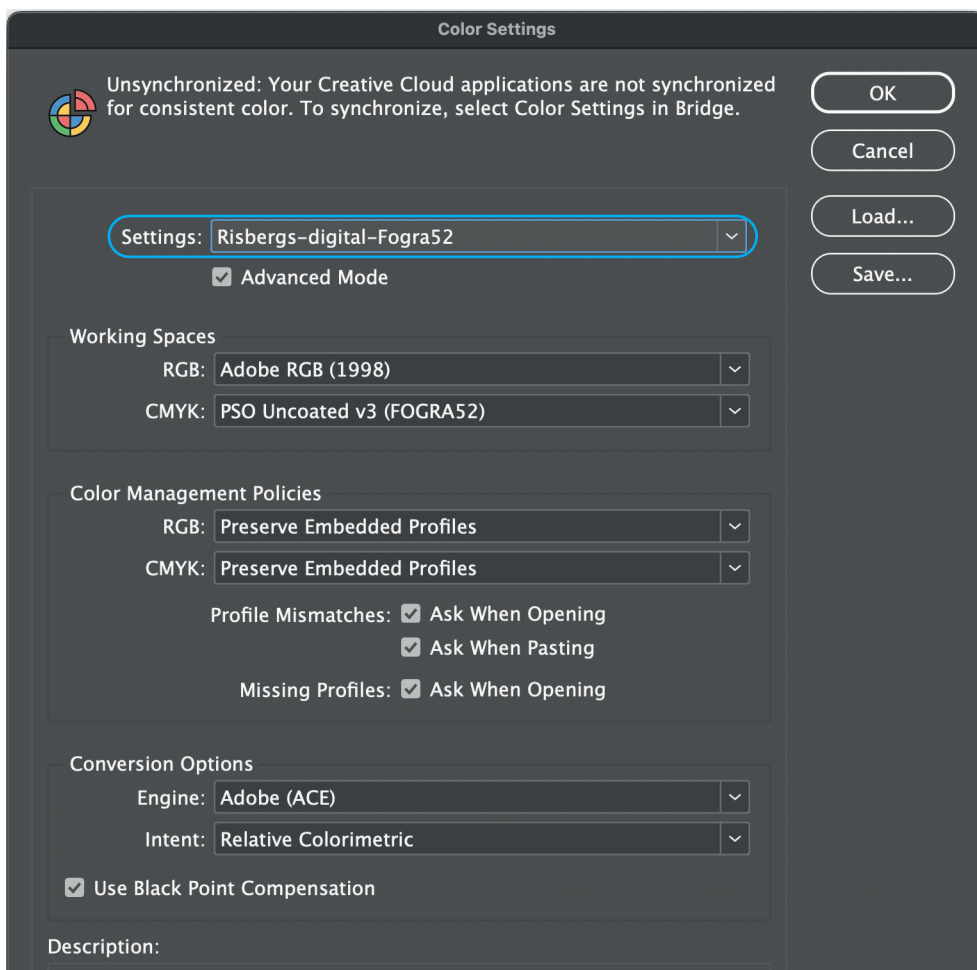 Color Settings
Unsynchronized: Your Creative Cloud applications are not synchronized
for consistent color. To synchronize, select Color Settings in Bridge.
OK
Cancel
Load...
Save...
Settings: Risbergs-digital-Fogra52
Advanced Mode
Working Spaces
RGB: Adobe RGB (1998)
CMYK: PSO Uncoated v3 (FOGRA52)
Color Management Policies
RGB: Preserve Embedded Profiles
CMYK: Preserve Embedded Profiles
Profile Mismatches: Ask When Opening
Ask When Pasting
Missing Profiles: Ask When Opening
Conversion Options
Engine: Adobe (ACE)
Intent: Relative Colorimetric
Use Black Point Compensation
Description: